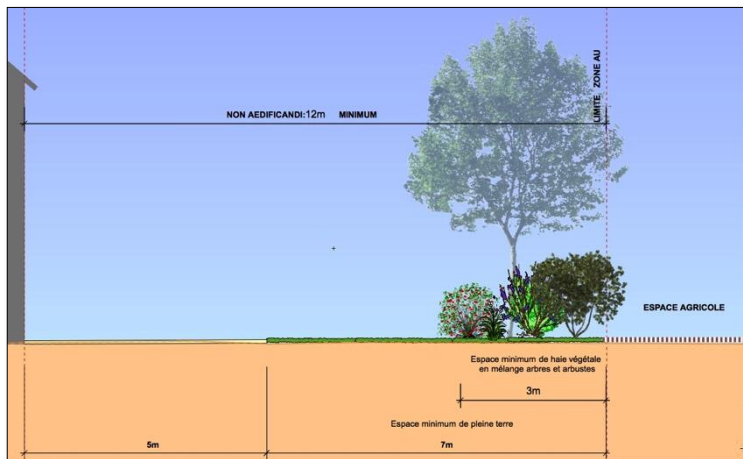 NON AEDIFICANDI:12m MINIMUM
LIMITE ZONE AU
ESPACE AGRICOLE
Espace minimum de haie végétale
en mélange arbres et arbustes
3m
Espace minimum de pleine terre
5m
7m